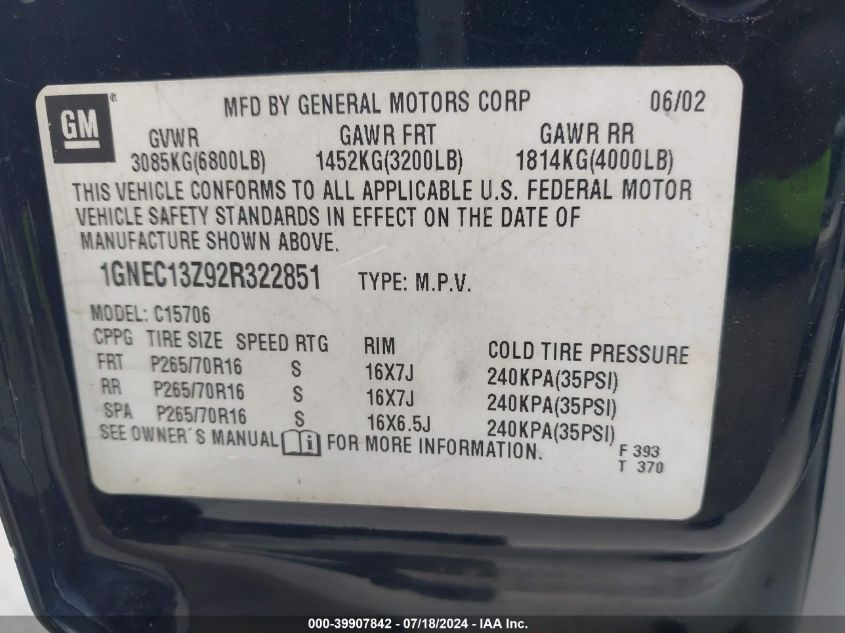 GM® MFD BY GENERAL MOTORS CORP 06/02
GVWR GAWR FRT GAWR RR
3085KG(6800LB) 1452KG(3200LB) 1814KG(4000LB)
THIS VEHICLE CONFORMS TO ALL APPLICABLE U.S. FEDERAL MOTOR
VEHICLE SAFETY STANDARDS IN EFFECT ON THE DATE OF
MANUFACTURE SHOWN ABOVE.
1GNEC13Z92R322851 TYPE: M.P.V.
MODEL: C15706
CPPG TIRE SIZE SPEED RTG RIM COLD TIRE PRESSURE
FRT P265/70R16 S 16X7J 240KPA(35PSI)
RR P265/70R16 S 16X7J 240KPA(35PSI)
SPA P265/70R16 S 16X6.5J 240KPA(35PSI)
SEE OWNER´S MANUAL i FOR MORE INFORMATION.
F 393
T 370
000-39907842 - 07/18/2024 - IAAI.com - Copyright IAA, Inc.